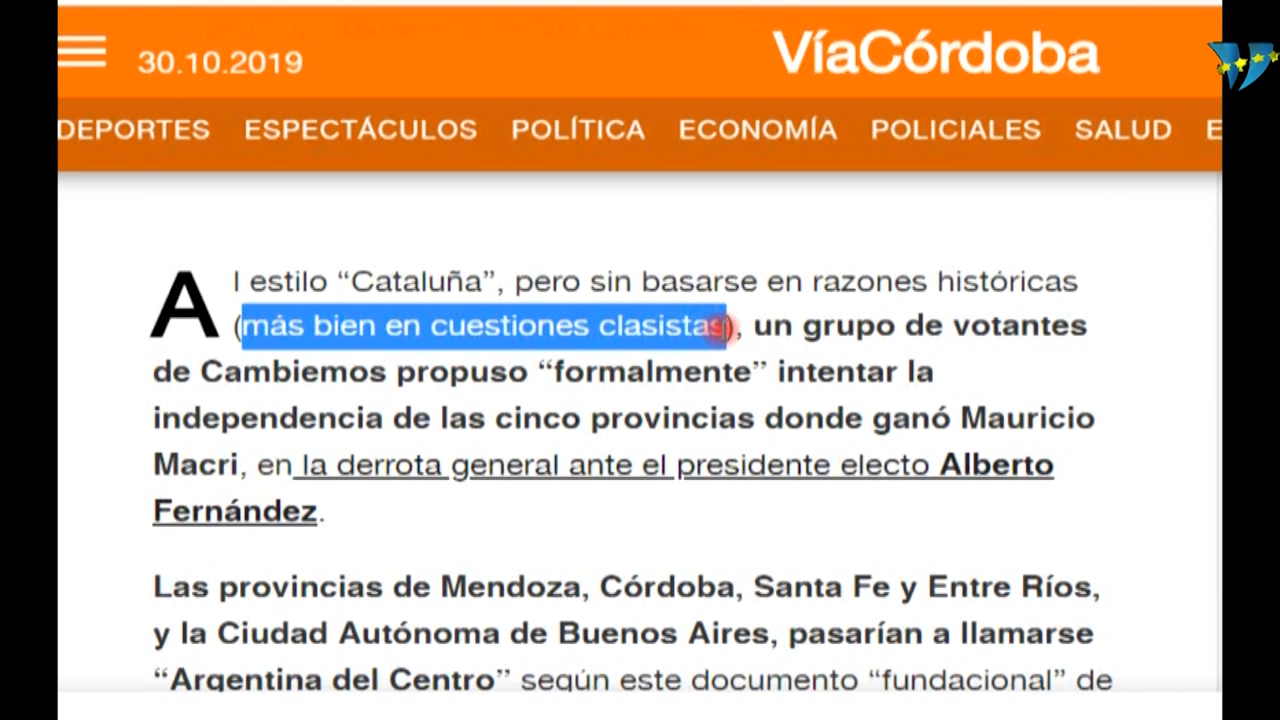 30.10.2019
VíaCórdoba
DEPORTES ESPECTÁCULOS POLÍTICA ECONOMÍA POLICIALES SALUD E
Al estilo “Cataluña”, pero sin basarse en razones históricas
(más bien en cuestiones clasistas), un grupo de votantes
de Cambiemos propuso “formalmente” intentar la
independencia de las cinco provincias donde ganó Mauricio
Macri, en la derrota general ante el presidente electo Alberto
Fernández.
Las provincias de Mendoza, Córdoba, Santa Fe y Entre Ríos,
y la Ciudad Autónoma de Buenos Aires, pasarían a llamarse
“Argentina del Centro” según este documento “fundacional” de